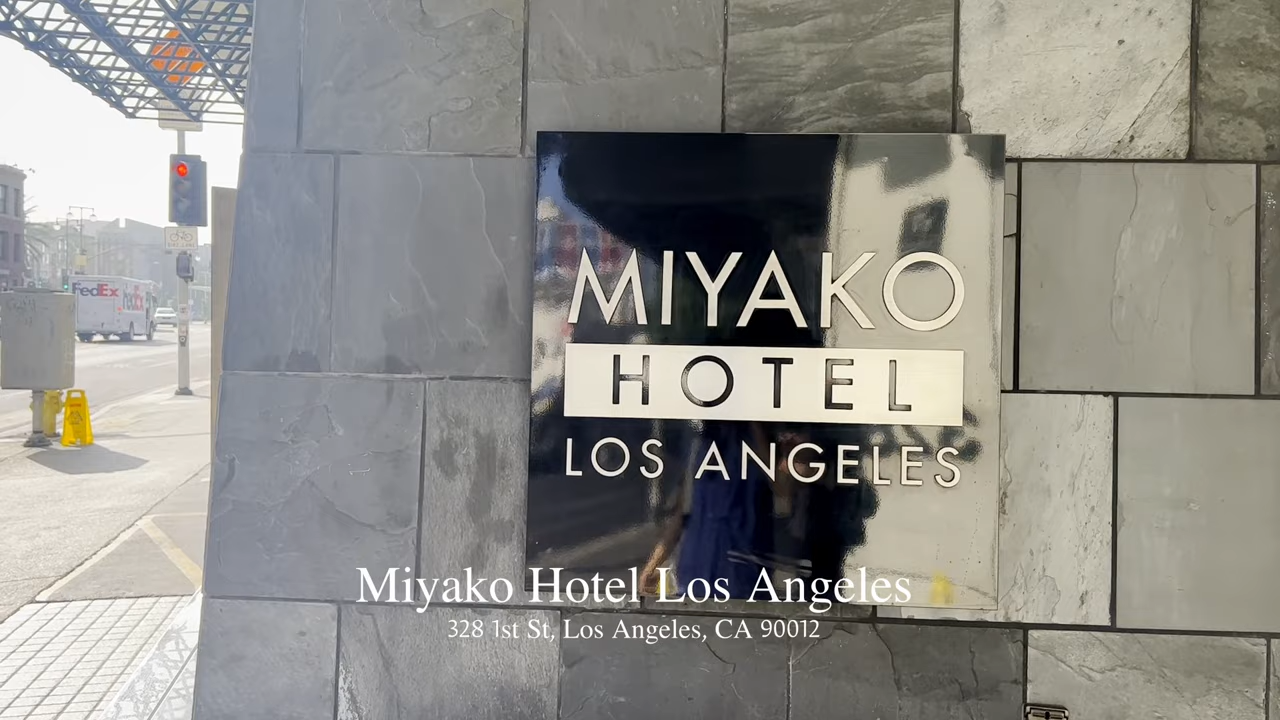 FedEx
MIYAKO
HOTEL
LOS ANGELES
Miyako Hotel Los Angeles
328 1st St, Los Angeles, CA 90012